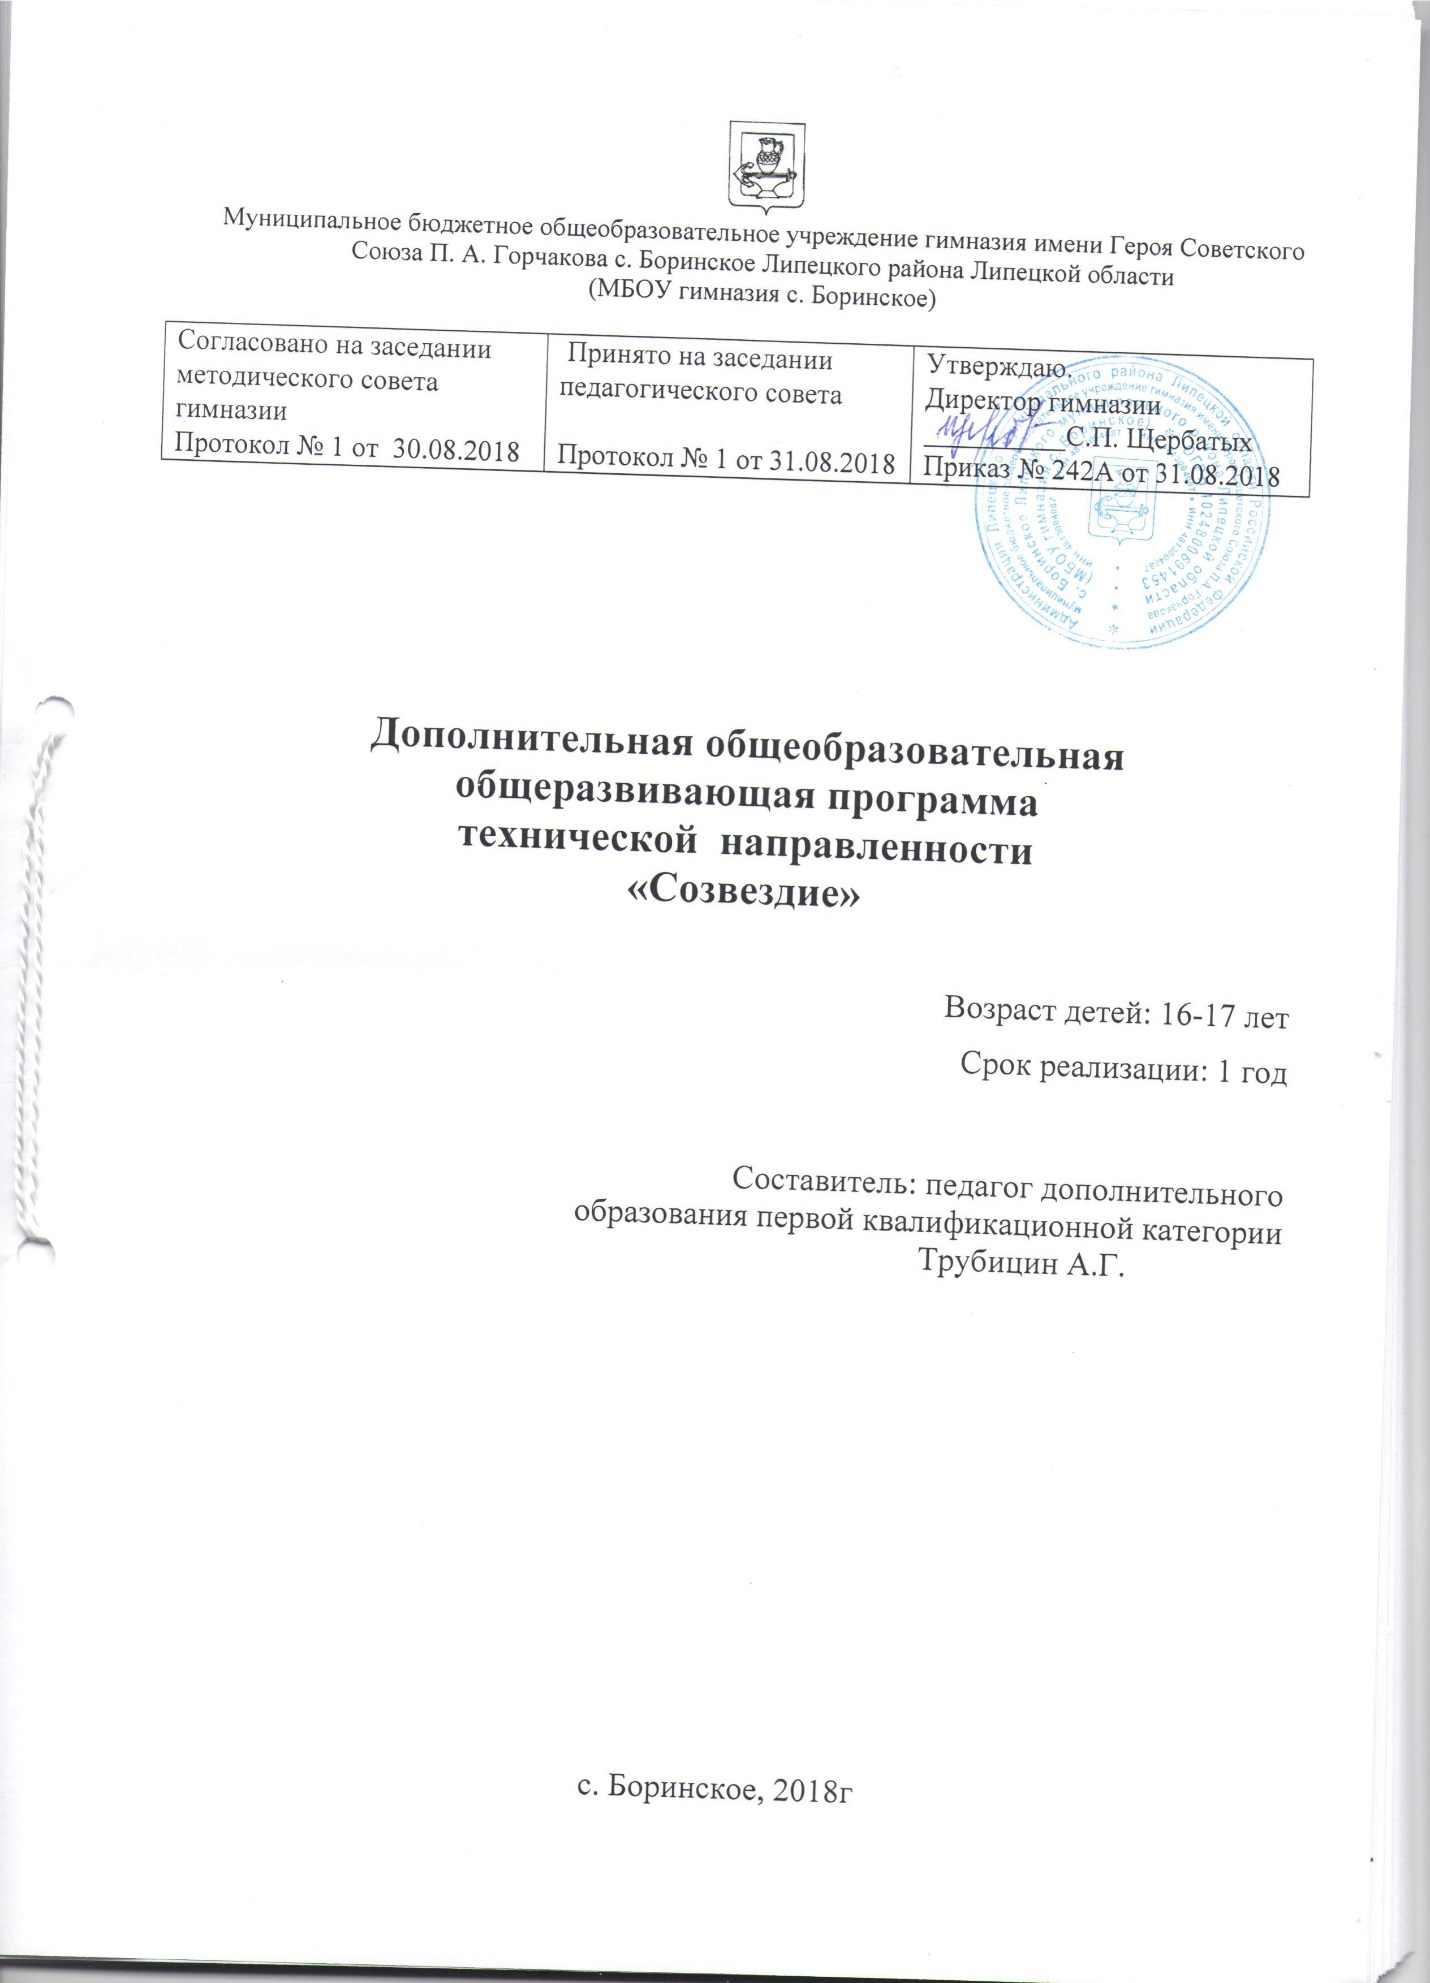 Муниципальное бюджетное общеобразовательное учреждение гимназия имени Героя Советского
Союза П. А. Горчакова с. Боринское Липецкого района Липецкой области
(МБОУ гимназия с. Боринское)
Согласовано на заседании
методического совета
гимназии
Протокол № 1 от 30.08.2018
Принято на заседании
педагогического совета
Протокол № 1 от 31.08.2018
Утверждаю.
Директор гимназии
С.П. Щербатых
Приказ № 242А от 31.08.2018
Дополнительная общеобразовательная
общеразвивающая программа
технической направленности
«Созвездие»
Возраст детей: 16-17 лет
Срок реализации: 1 год
Составитель: педагог дополнительного
образования первой квалификационной категории
Трубицин А.Г.
с. Боринское, 2018г